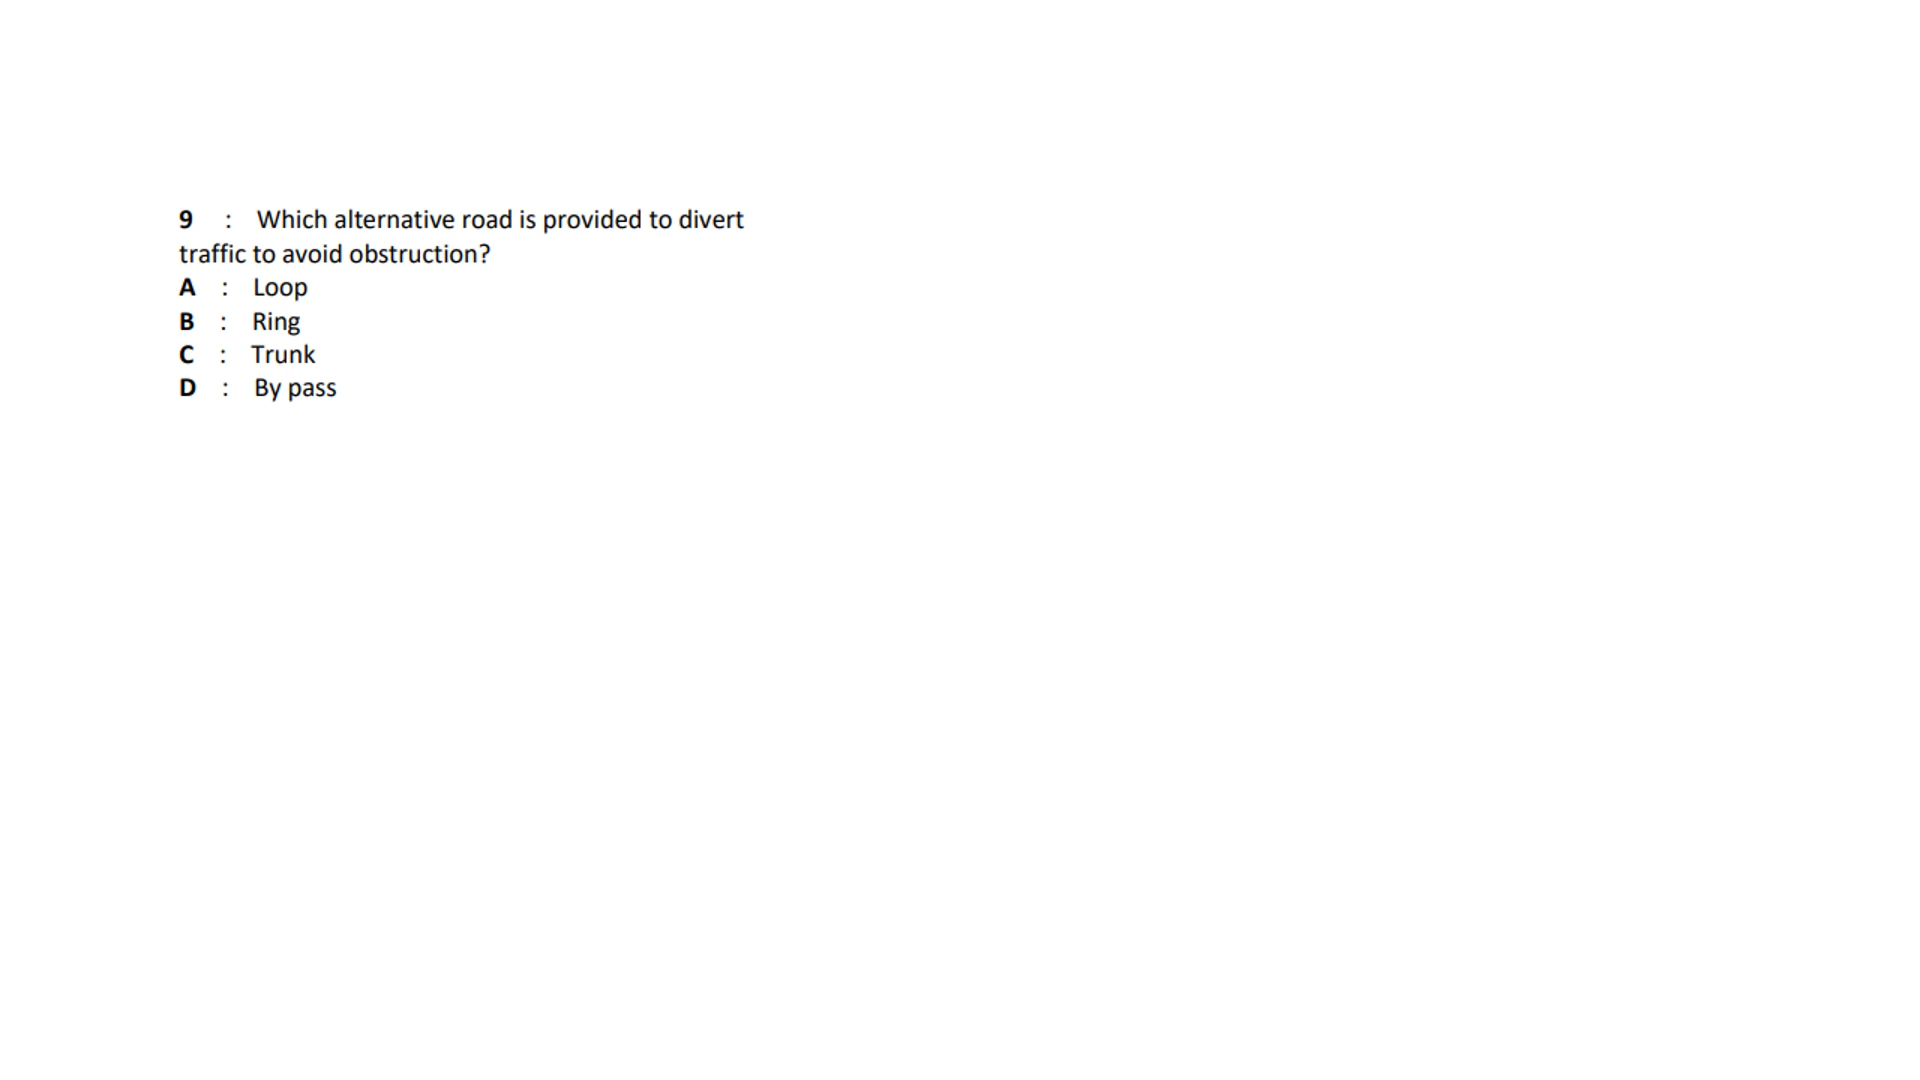 9 : Which alternative road is provided to divert
traffic to avoid obstruction?
A : Loop
B : Ring
C : Trunk
D : By pass